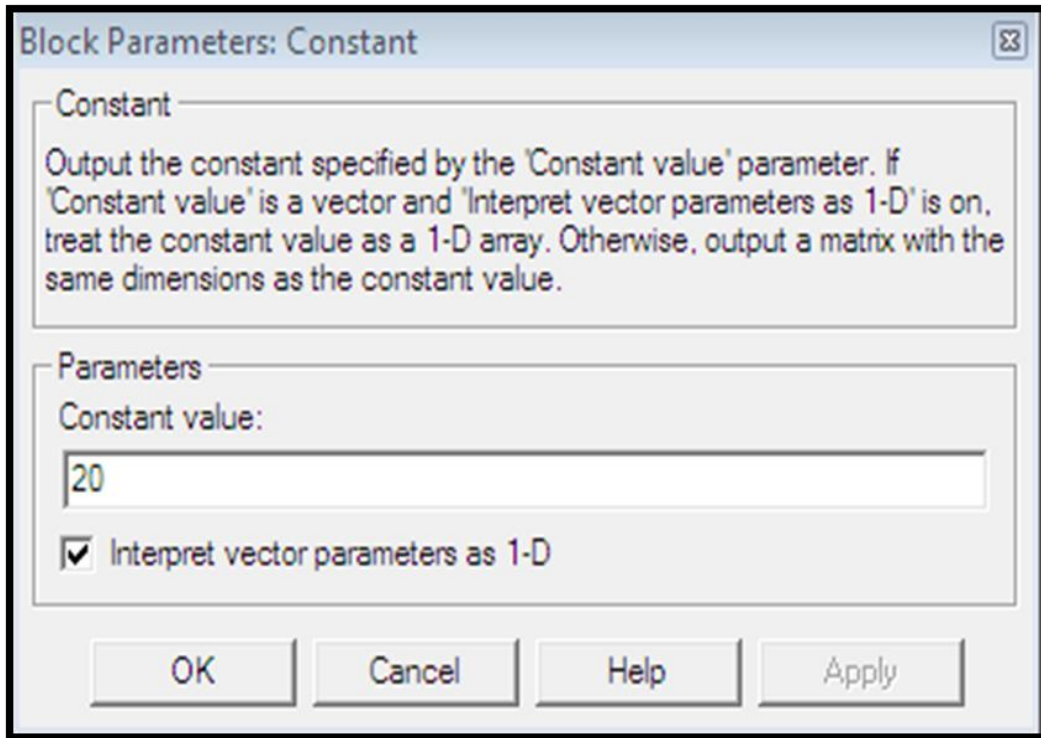 Block Parameters: Constant
Constant
Output the constant specified by the 'Constant value' parameter. If
'Constant value' is a vector and 'Interpret vector parameters as 1-D' is on,
treat the constant value as a 1-D array. Otherwise, output a matrix with the
same dimensions as the constant value.
Parameters
Constant value:
20
Interpret vector parameters as 1-D
OK Cancel Help Apply